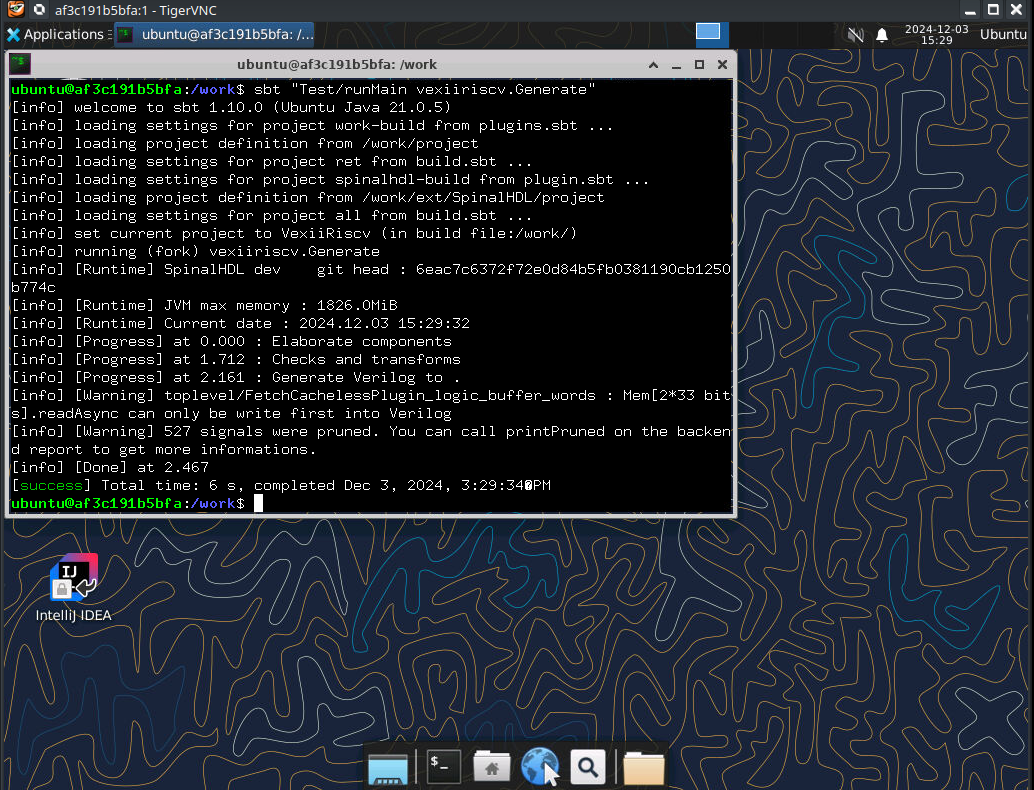 af3c191b5bfa:1 - TigerVNC
Applications
ubuntu@af3c191b5bfa: /...
2024-12-03
15:29
Ubuntu
ubuntu@af3c191b5bfa: /work
ubuntu@af3c191b5bfa:/work$ sbt "Test/runMain vexiiriscv.Generate"
[info] welcome to sbt 1.10.0 (Ubuntu Java 21.0.5)
[info] loading settings for project work-build from plugins.sbt ...
[info] loading project definition from /work/project
[info] loading settings for project ret from build.sbt ...
[info] loading settings for project spinalhdl-build from plugin.sbt ...
[info] loading project definition from /work/ext/SpinalHDL/project
[info] loading settings for project all from build.sbt ...
[info] set current project to VexiiRiscv (in build file:/work/)
[info] running (fork) vexiiriscv.Generate
[info] [Runtime] SpinalHDL dev    git head : 6eac7c6372f72e0d84b5fb0381190cb1250
b774c
[info] [Runtime] JVM max memory : 1826.0MiB
[info] [Runtime] Current date : 2024.12.03 15:29:32
[info] [Progress] at 0.000 : Elaborate components
[info] [Progress] at 1.712 : Checks and transforms
[info] [Progress] at 2.161 : Generate Verilog to .
[info] [Warning] toplevel/FetchCachelessPlugin_logic_buffer_words : Mem[2*33 bit
s].readAsync can only be write first into Verilog
[info] [Warning] 527 signals were pruned. You can call printPruned on the backen
d report to get more informations.
[info] [Done] at 2.467
[success] Total time: 6 s, completed Dec 3, 2024, 3:29:34�PM
ubuntu@af3c191b5bfa:/work$
IJ
IntelliJ IDEA
$_